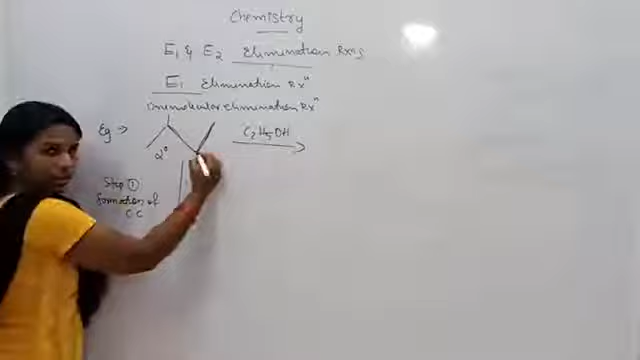 Chemistry
E1 & E2 Elimination Rxns
E1 Elimination Rxn
Unimolecular Elimination Rxn
Eg → C2H5OH
2°
Step ①
formation of
C C